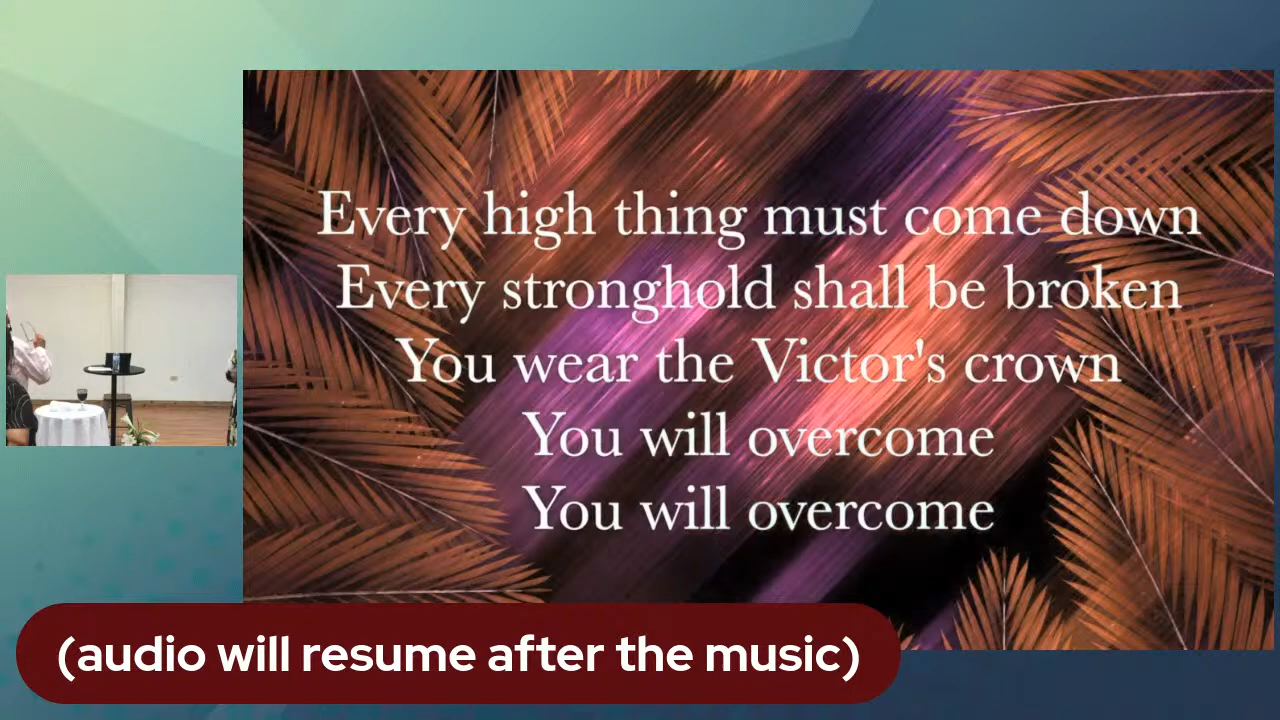 Every high thing must come down
Every stronghold shall be broken
You wear the Victor's crown
You will overcome
You will overcome
(audio will resume after the music)